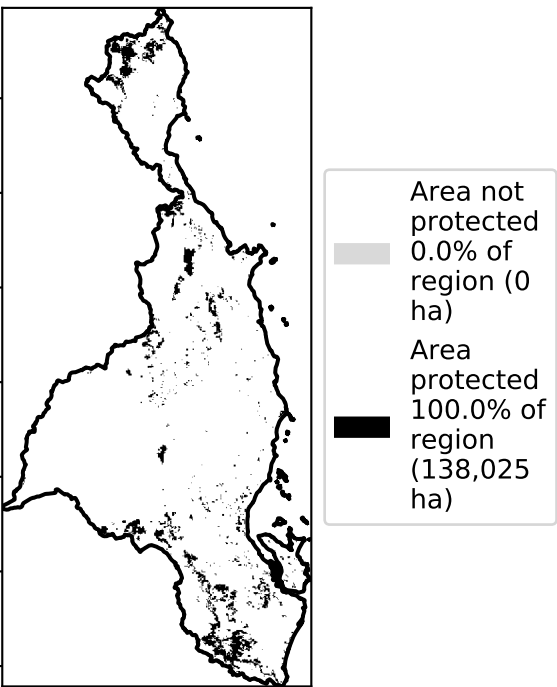 Area not
protected
0.0% of
region (0
ha)
Area
protected
100.0% of
region
(138,025
ha)